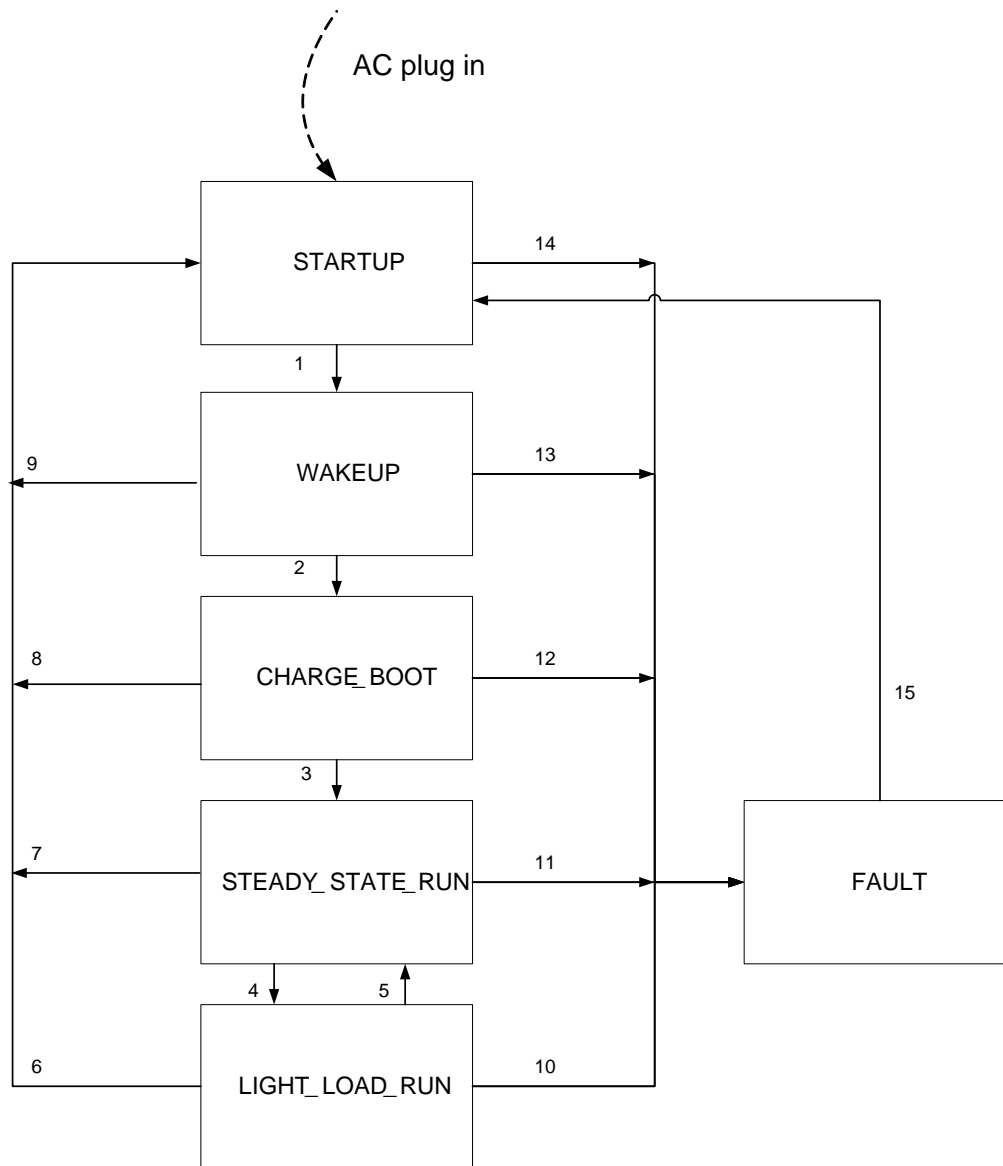 AC plug in
STARTUP
14
1
9
WAKEUP
13
2
8
CHARGE_BOOT
12
15
3
7
STEADY_STATE_RUN
11
FAULT
4
5
6
LIGHT_LOAD_RUN
10